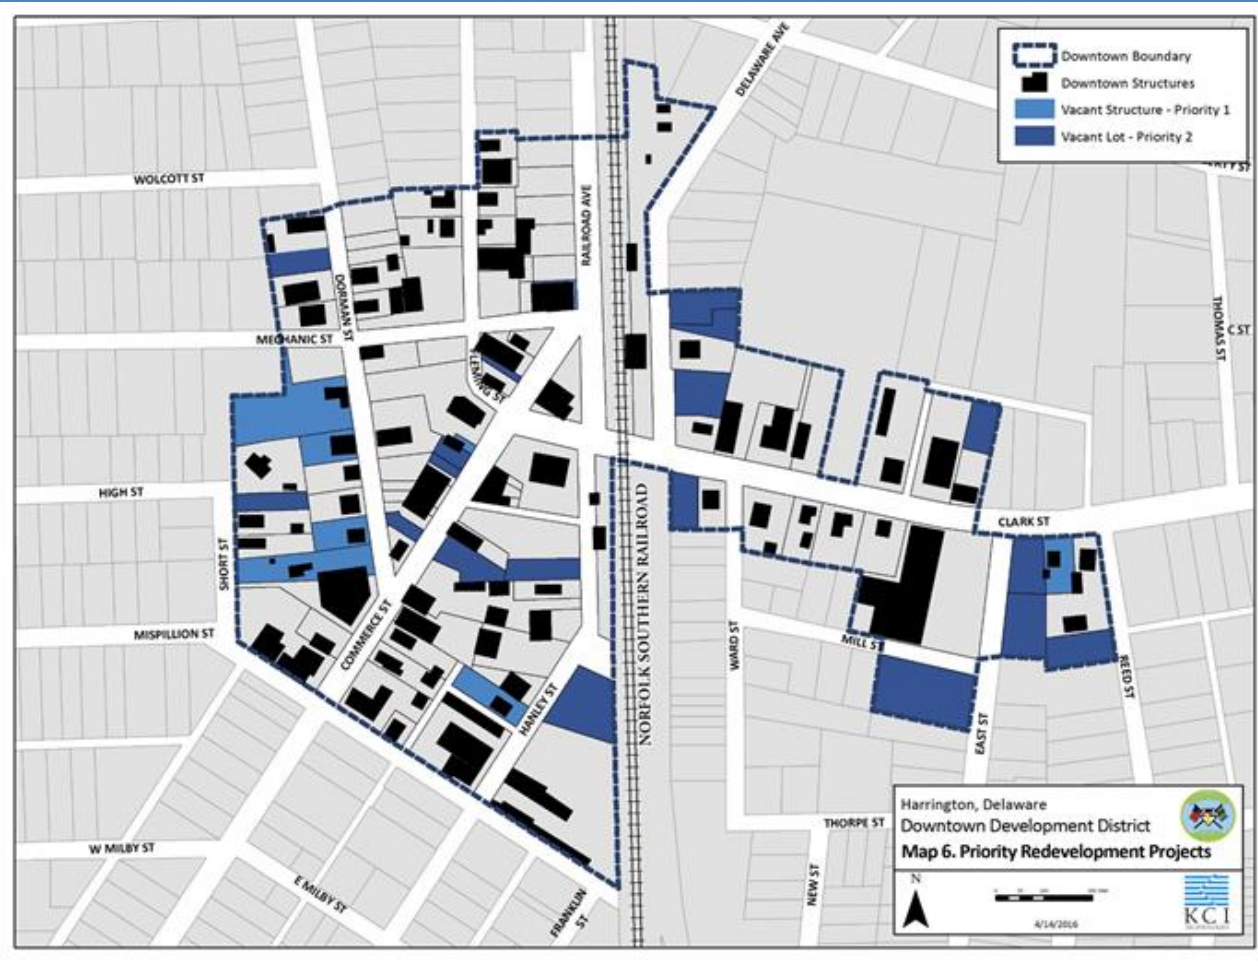 DELAWARE AVE
Downtown Boundary
Downtown Structures
Vacant Structure - Priority 1
Vacant Lot - Priority 2
WOLCOTT ST
RAILROAD AVE
DORMAN ST
MECHANIC ST
FLEMING ST
THOMAS ST
C ST
HIGH ST
SHORT ST
CLARK ST
NORFOLK SOUTHERN RAILROAD
MISPILLION ST
COMMERCE ST
WARD ST
MILL ST
HANLEY ST
REED ST
EAST ST
W MILBY ST
E MILBY ST
FRANKLIN ST
THORPE ST
NEW ST
Harrington, Delaware
Downtown Development District
Map 6. Priority Redevelopment Projects
N
4/14/2016
KCI